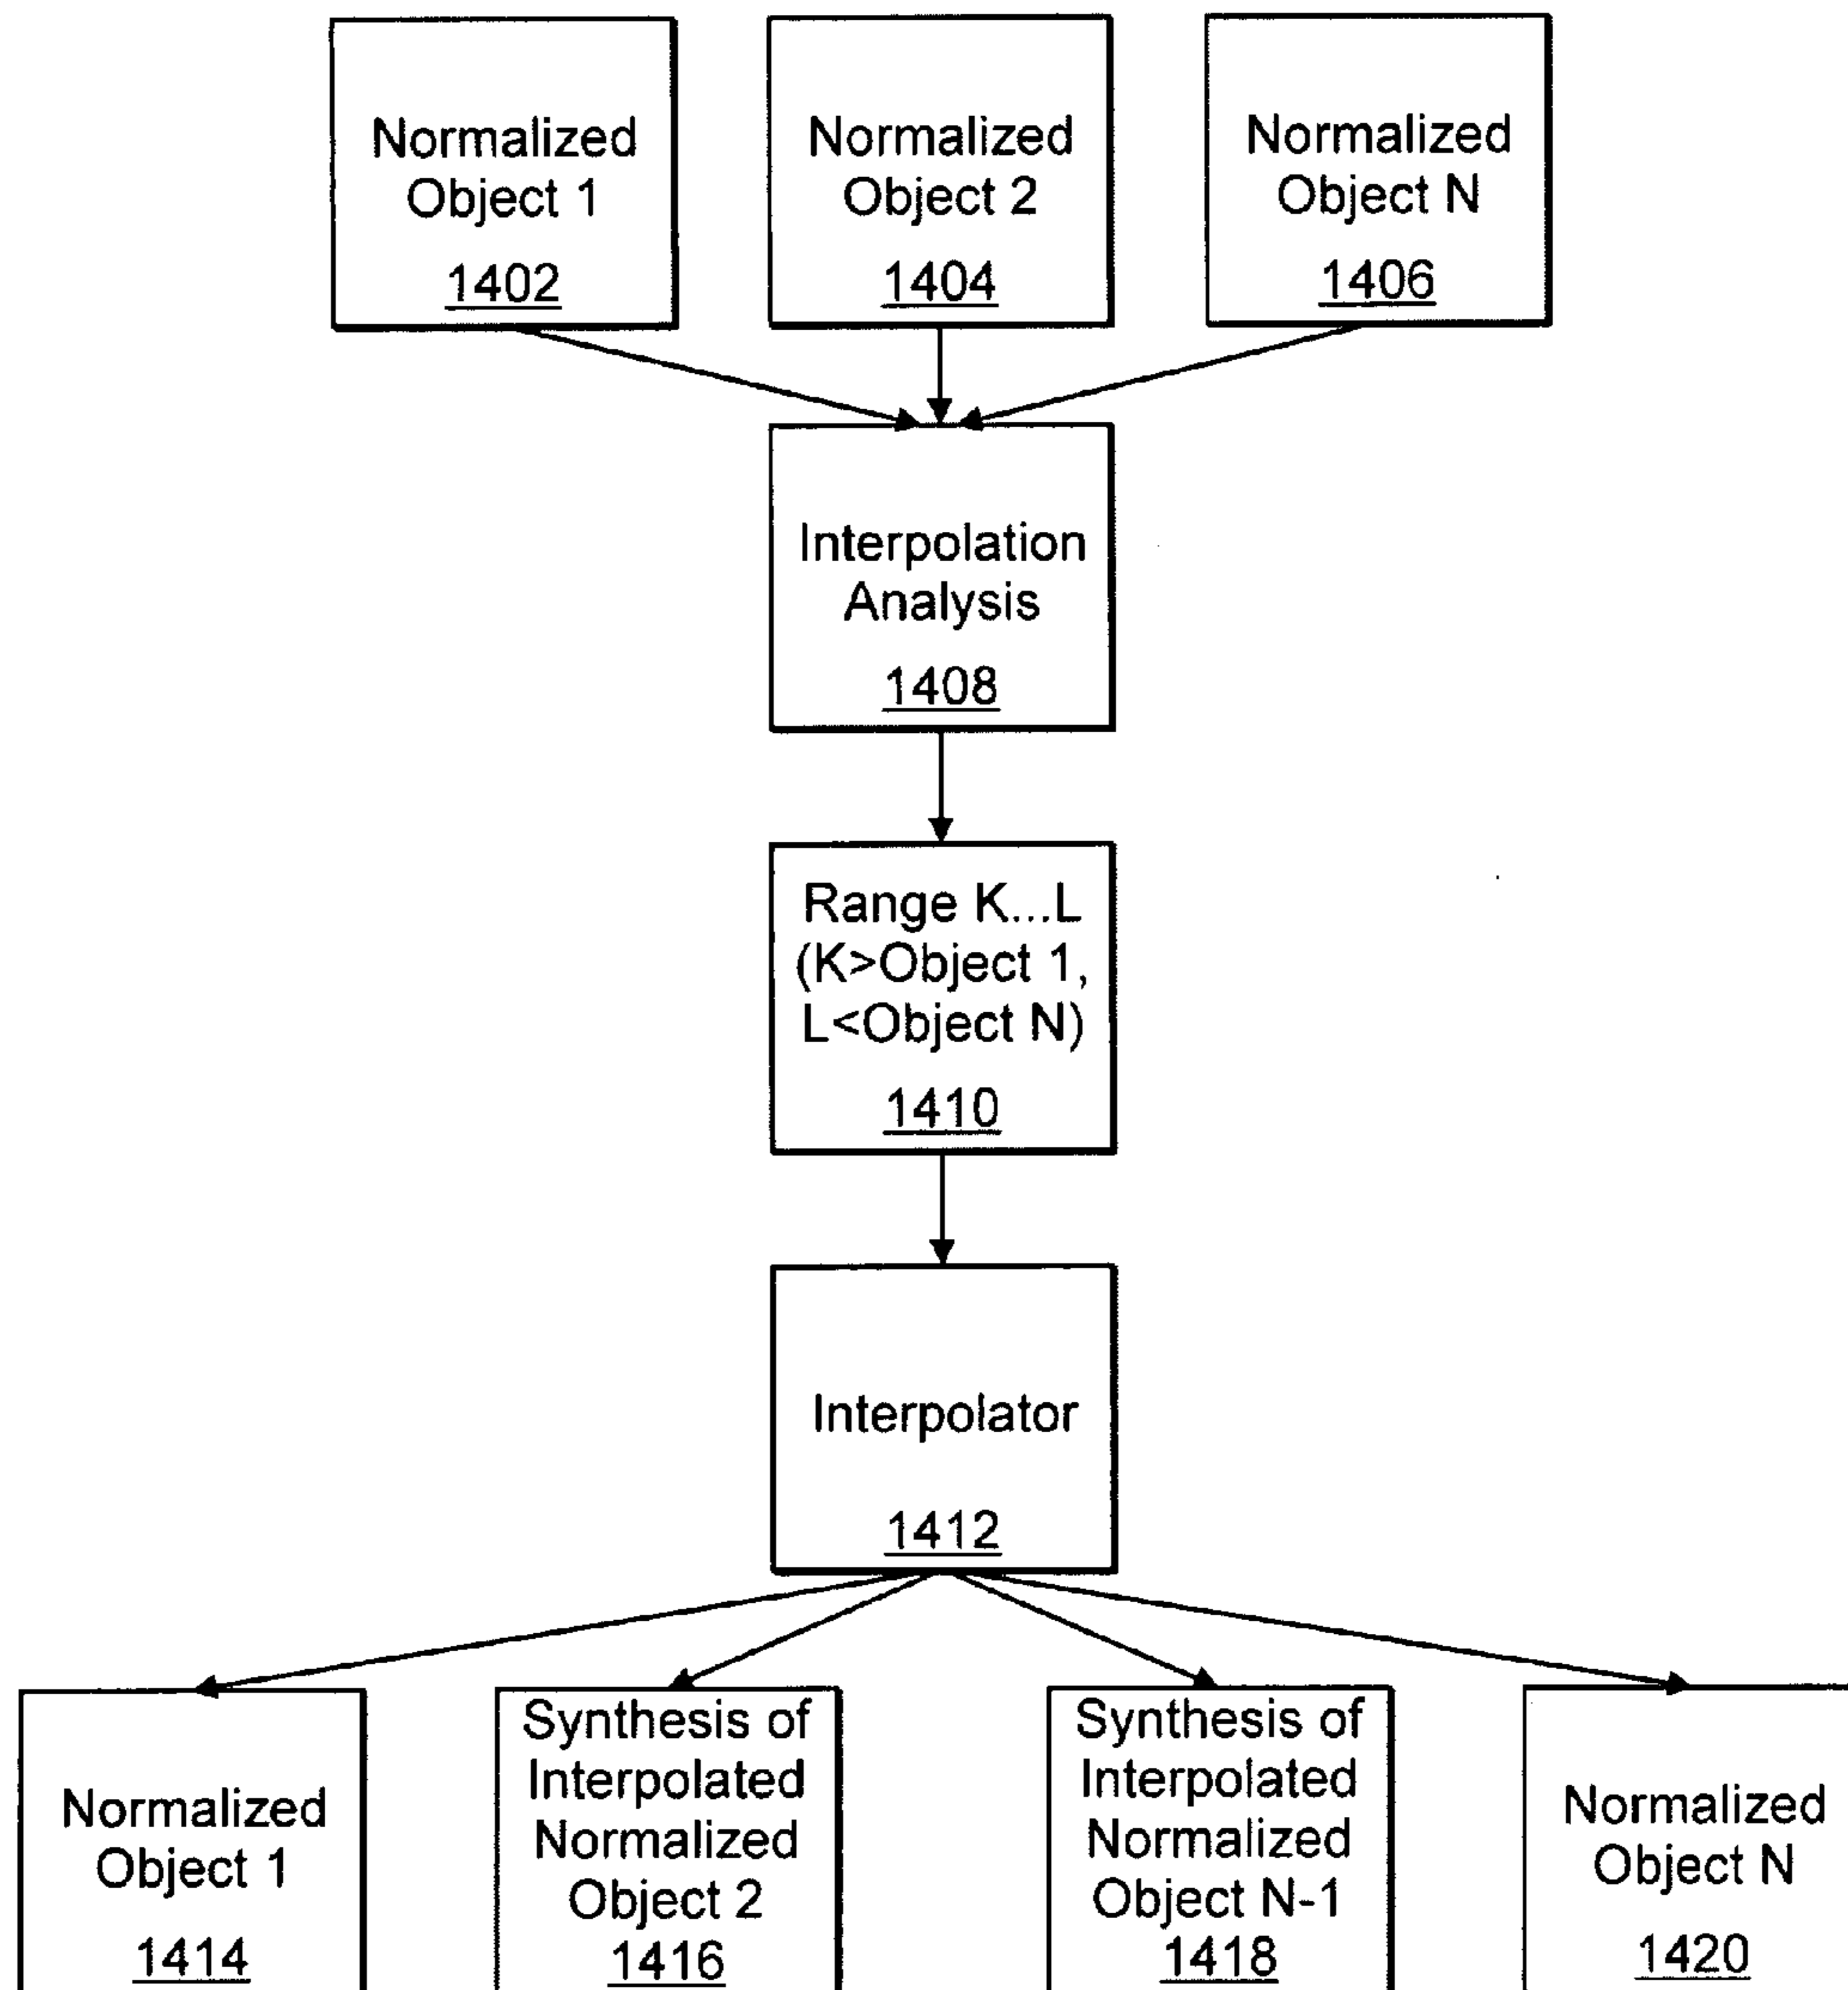 Normalized
Object 1
1402
Normalized
Object 2
1404
Normalized
Object N
1406
Interpolation
Analysis
1408
Range K...L
(K>Object 1,
L<Object N)
1410
Interpolator
1412
Normalized
Object 1
1414
Synthesis of
Interpolated
Normalized
Object 2
1416
Synthesis of
Interpolated
Normalized
Object N-1
1418
Normalized
Object N
1420